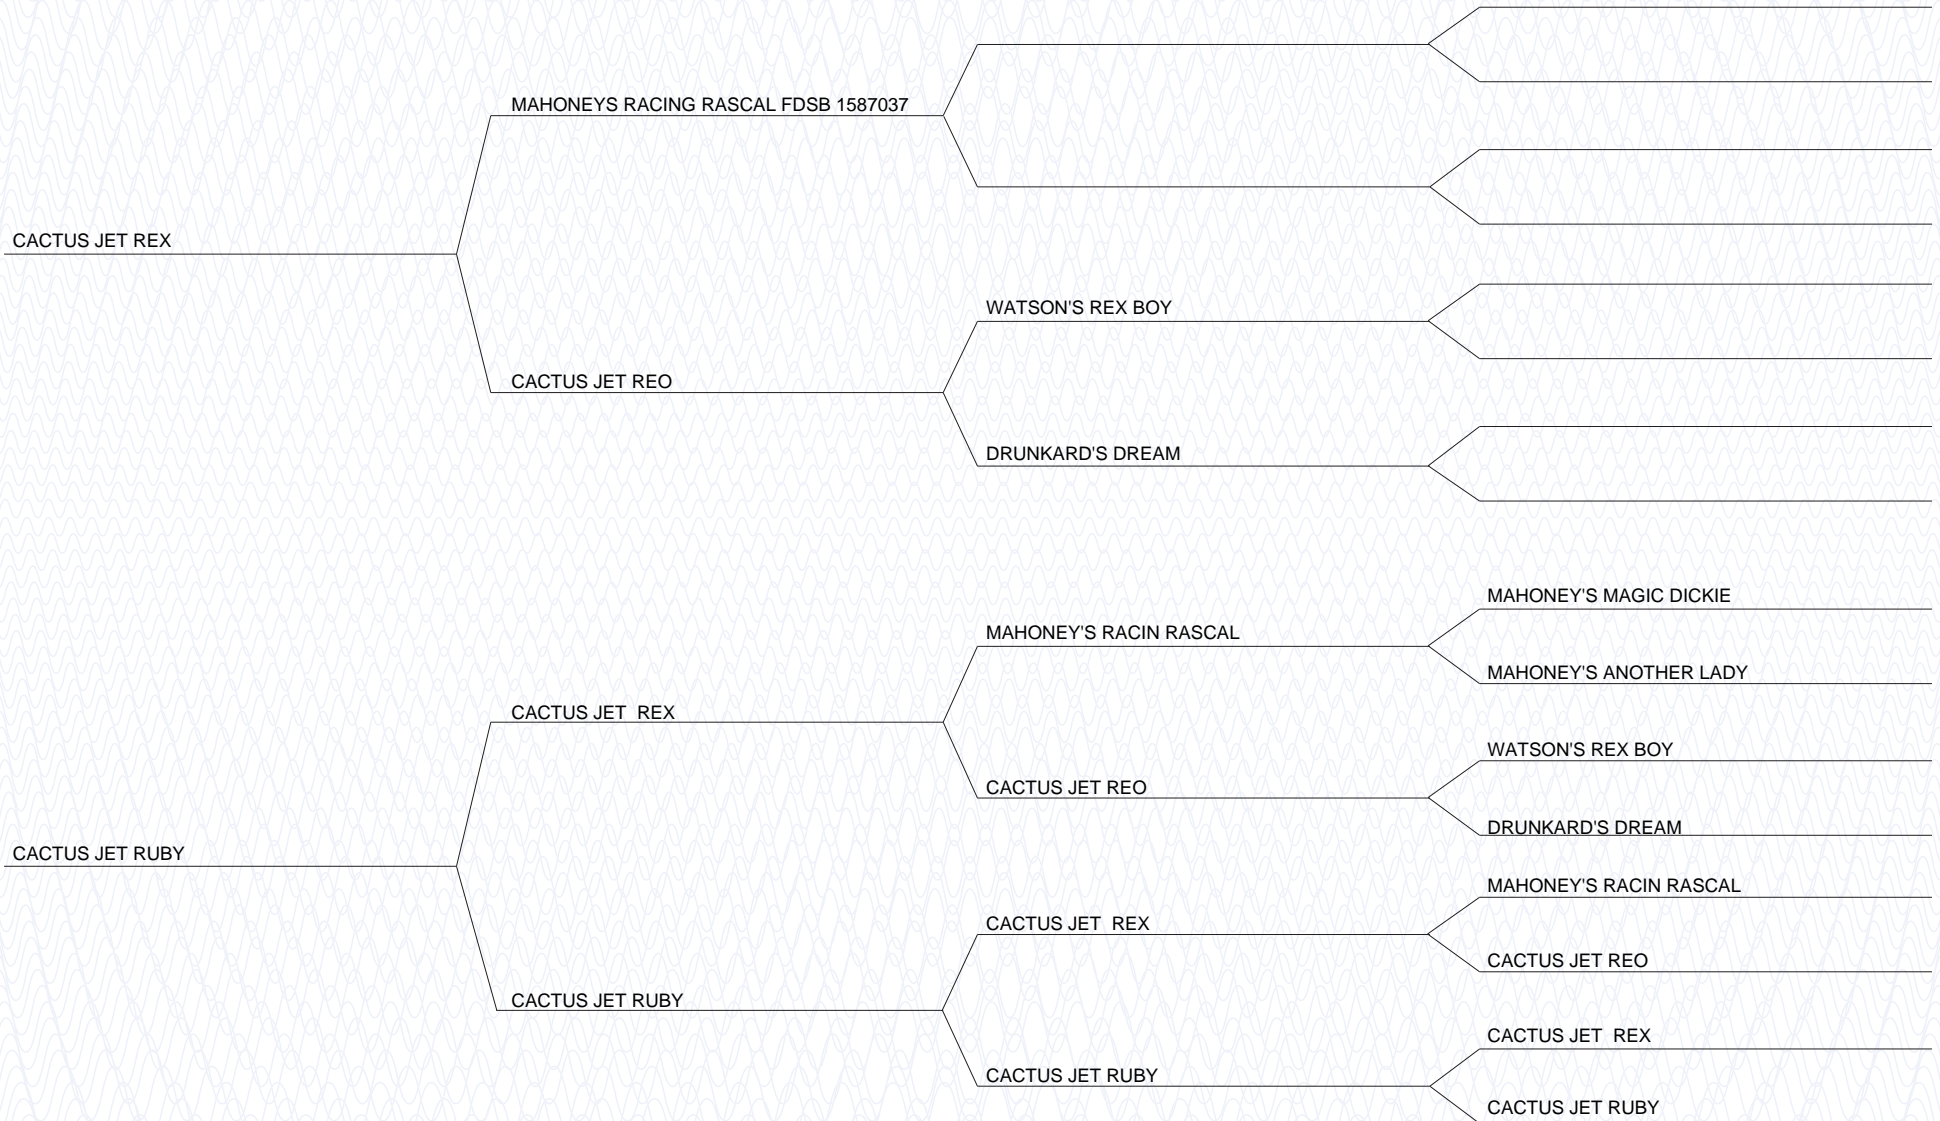 MAHONEYS RACING RASCAL FDSB 1587037
CACTUS JET REX
WATSON'S REX BOY
CACTUS JET REO
DRUNKARD'S DREAM
MAHONEY'S MAGIC DICKIE
MAHONEY'S RACIN RASCAL
MAHONEY'S ANOTHER LADY
CACTUS JET  REX
WATSON'S REX BOY
CACTUS JET REO
DRUNKARD'S DREAM
CACTUS JET RUBY
MAHONEY'S RACIN RASCAL
CACTUS JET  REX
CACTUS JET REO
CACTUS JET RUBY
CACTUS JET  REX
CACTUS JET RUBY
CACTUS JET RUBY